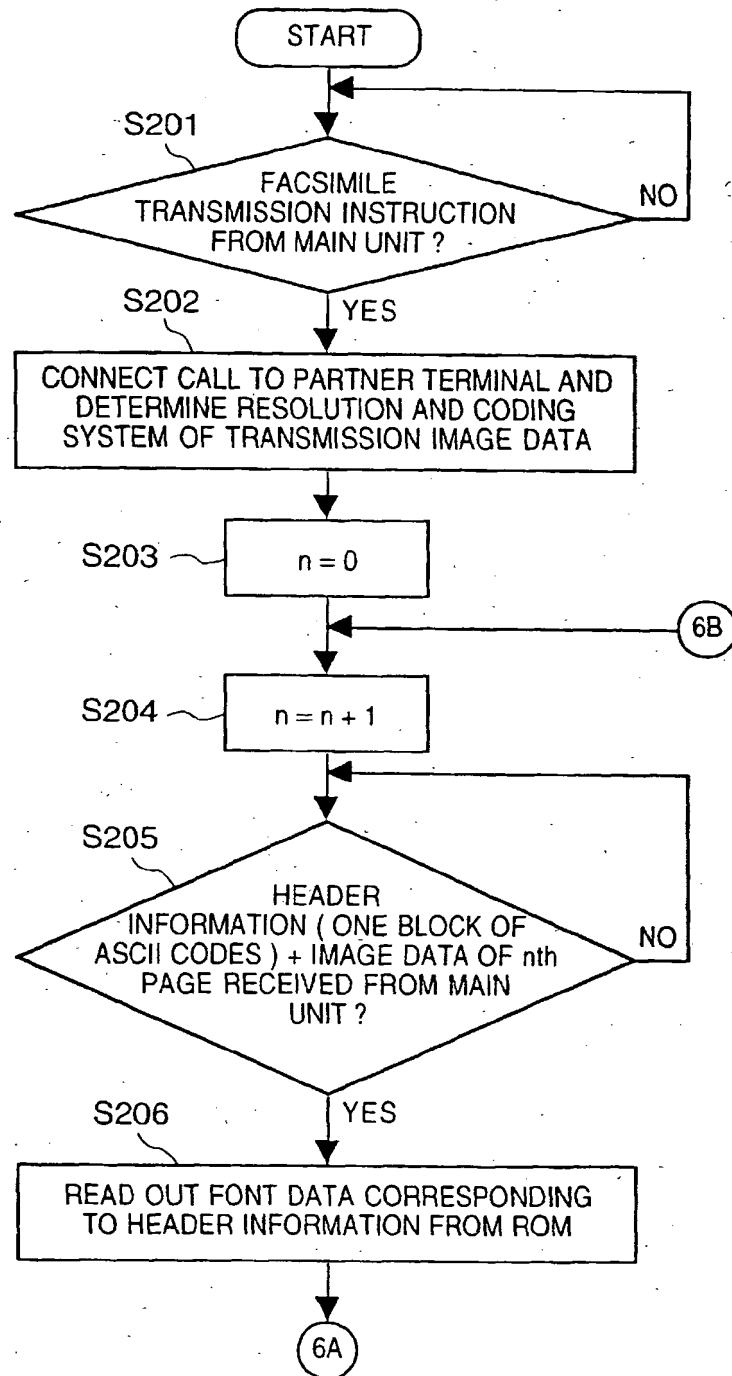 START
S201
FACSIMILE
TRANSMISSION INSTRUCTION
FROM MAIN UNIT ?
NO
YES
S202
CONNECT CALL TO PARTNER TERMINAL AND
DETERMINE RESOLUTION AND CODING
SYSTEM OF TRANSMISSION IMAGE DATA
S203
n = 0
6B
S204
n = n + 1
S205
HEADER
INFORMATION ( ONE BLOCK OF
ASCII CODES ) + IMAGE DATA OF nth
PAGE RECEIVED FROM MAIN
UNIT ?
NO
YES
S206
READ OUT FONT DATA CORRESPONDING
TO HEADER INFORMATION FROM ROM
6A